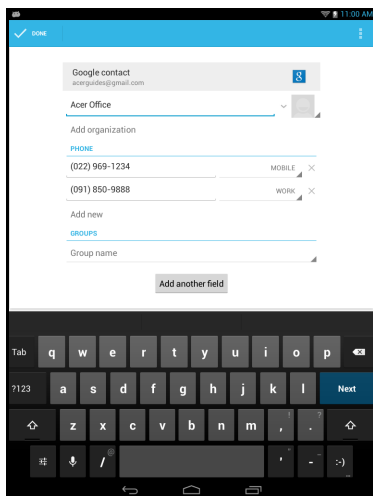 11:00 AM
DONE
Google contact
acerguides@gmail.com
8
Acer Office
Add organization
PHONE
(022) 969-1234 MOBILE
(091) 850-9888 WORK
Add new
GROUPS
Group name
Add another field
Tab q w e r t y u i o p
?123 a s d f g h j k l Next
z x c v b n m , ! . ?
/ @ ' " - _ :-)